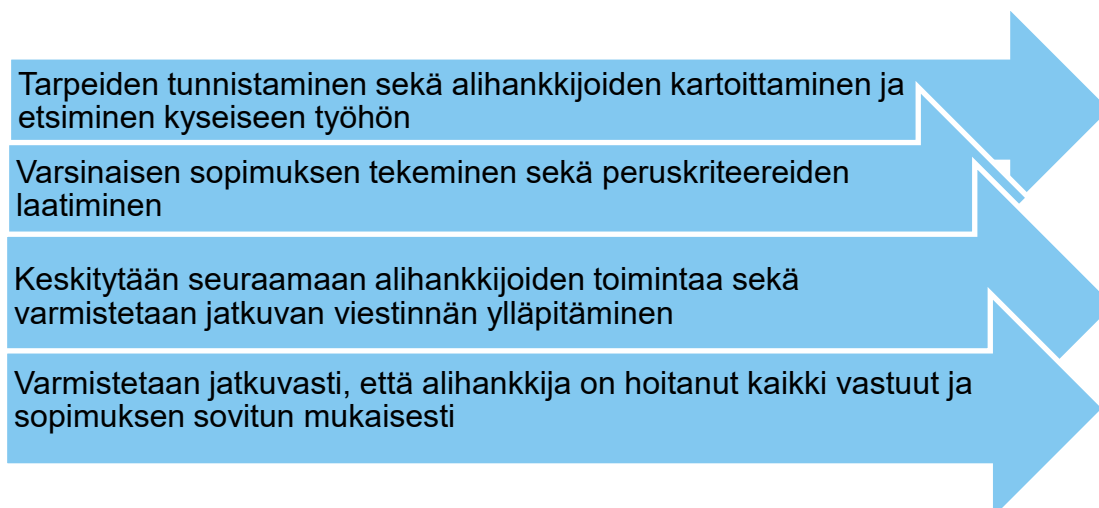 Tarpeiden tunnistaminen sekä alihankkijoiden kartoittaminen ja
etsiminen kyseiseen työhön
Varsinaisen sopimuksen tekeminen sekä peruskriteereiden
laatiminen
Keskitytään seuraamaan alihankkijoiden toimintaa sekä
varmistetaan jatkuvan viestinnän ylläpitäminen
Varmistetaan jatkuvasti, että alihankkija on hoitanut kaikki vastuut ja
sopimuksen sovitun mukaisesti